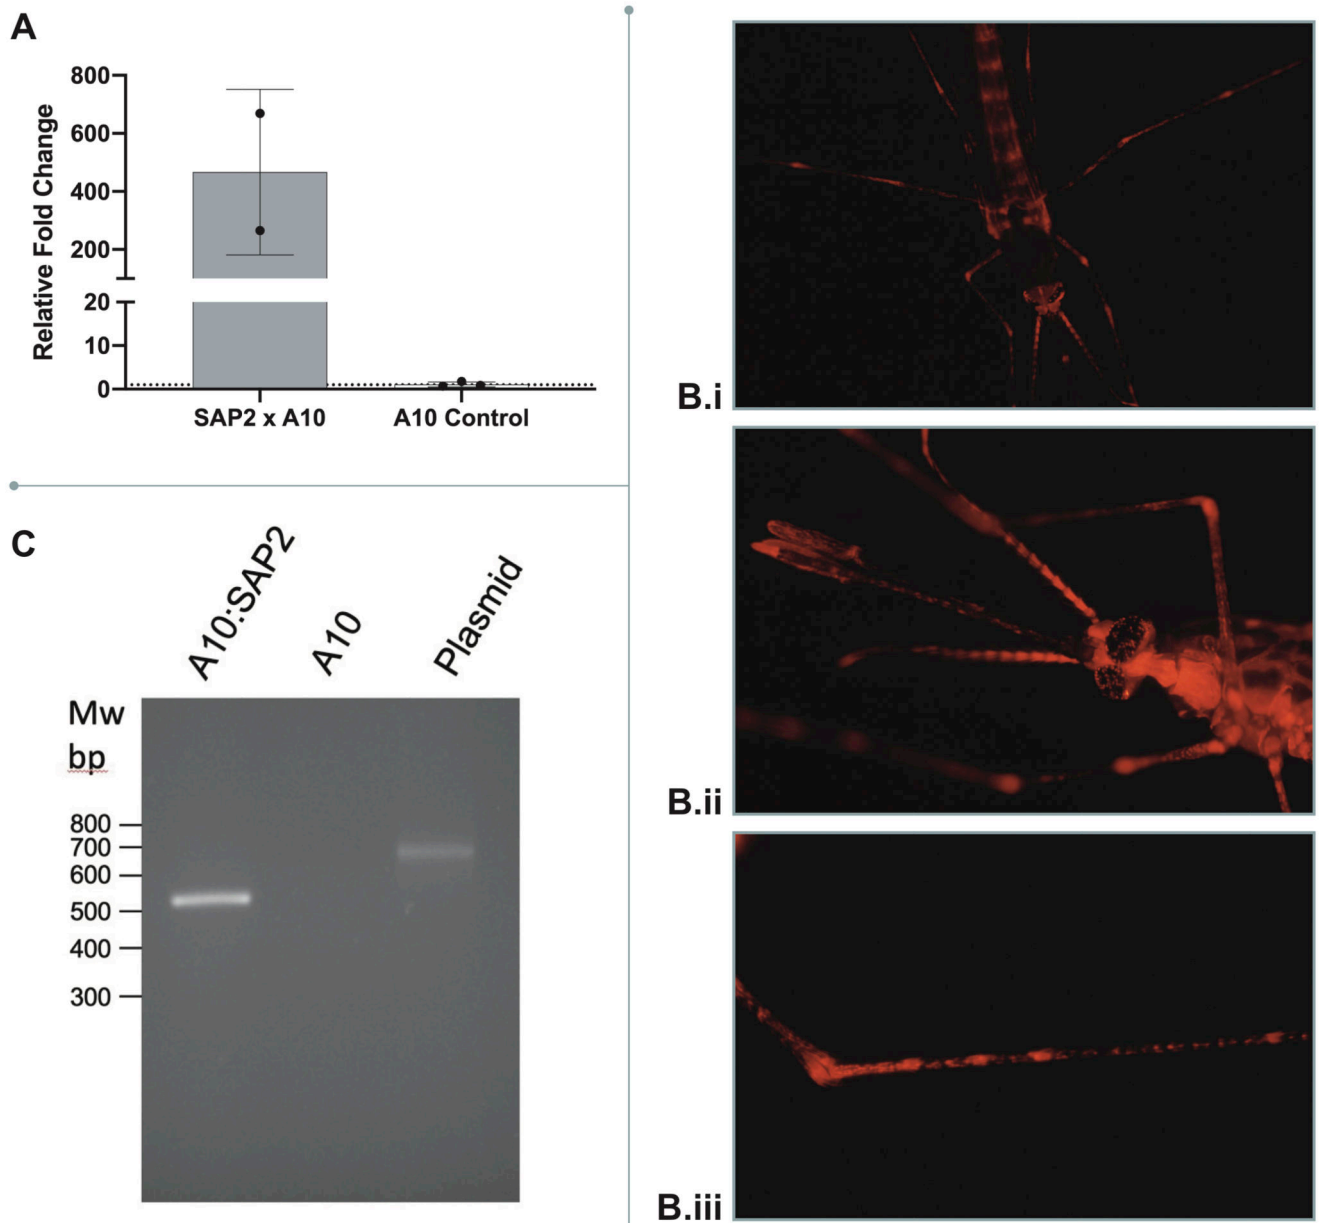 A
800
600
400
200
20
10
0
Relative Fold Change
SAP2 x A10
A10 Control
B.i
B.ii
B.iii
C
A10:SAP2
A10
Plasmid
Mw
bp
800
700
600
500
400
300